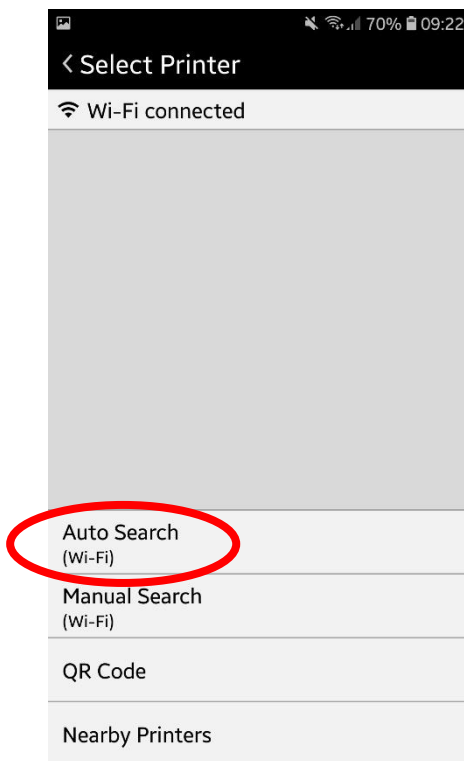 70% 09:22
Select Printer
Wi-Fi connected
Auto Search
(Wi-Fi)
Manual Search
(Wi-Fi)
QR Code
Nearby Printers